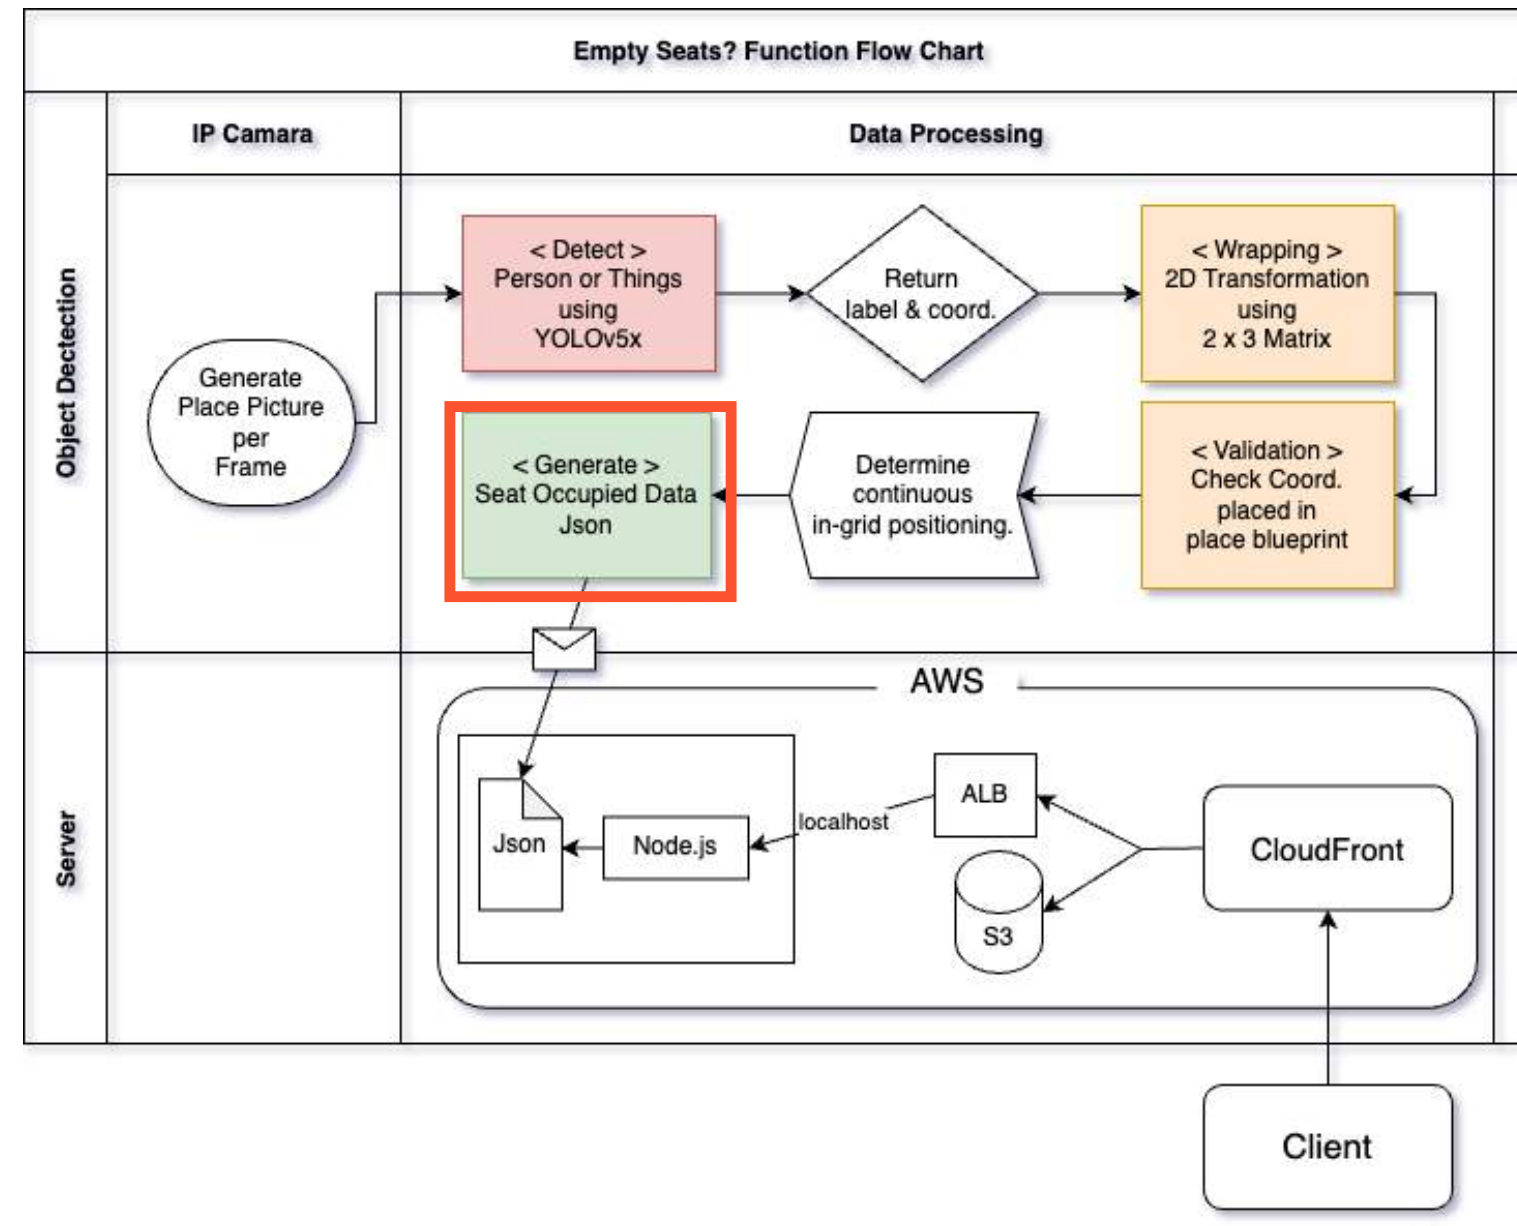 Empty Seats? Function Flow Chart
IP Camara
Data Processing
Object Dectection
Generate
Place Picture
per
Frame
< Detect >
Person or Things
using
YOLOv5x
Return
label & coord.
< Wrapping >
2D Transformation
using
2 x 3 Matrix
< Validation >
Check Coord.
placed in
place blueprint
Determine
continuous
in-grid positioning.
< Generate >
Seat Occupied Data
Json
Server
AWS
Json
Node.js
localhost
ALB
S3
CloudFront
Client